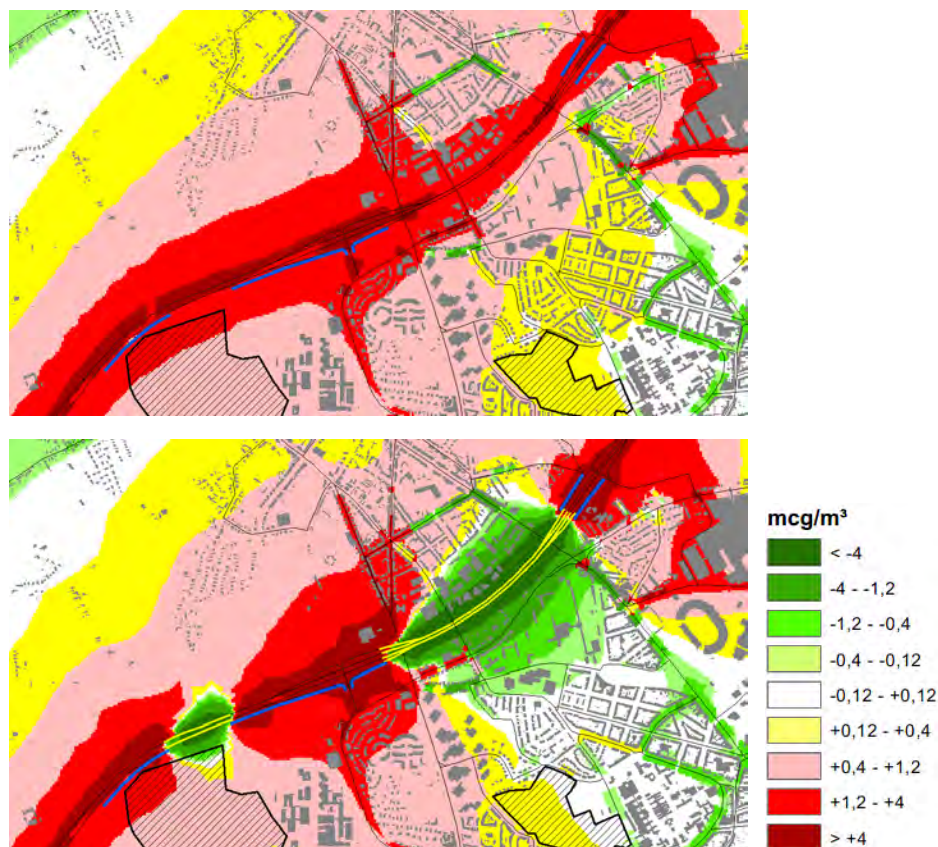 mcg/m³
< -4
-4 - -1,2
-1,2 - -0,4
-0,4 - -0,12
-0,12 - +0,12
+0,12 - +0,4
+0,4 - +1,2
+1,2 - +4
> +4